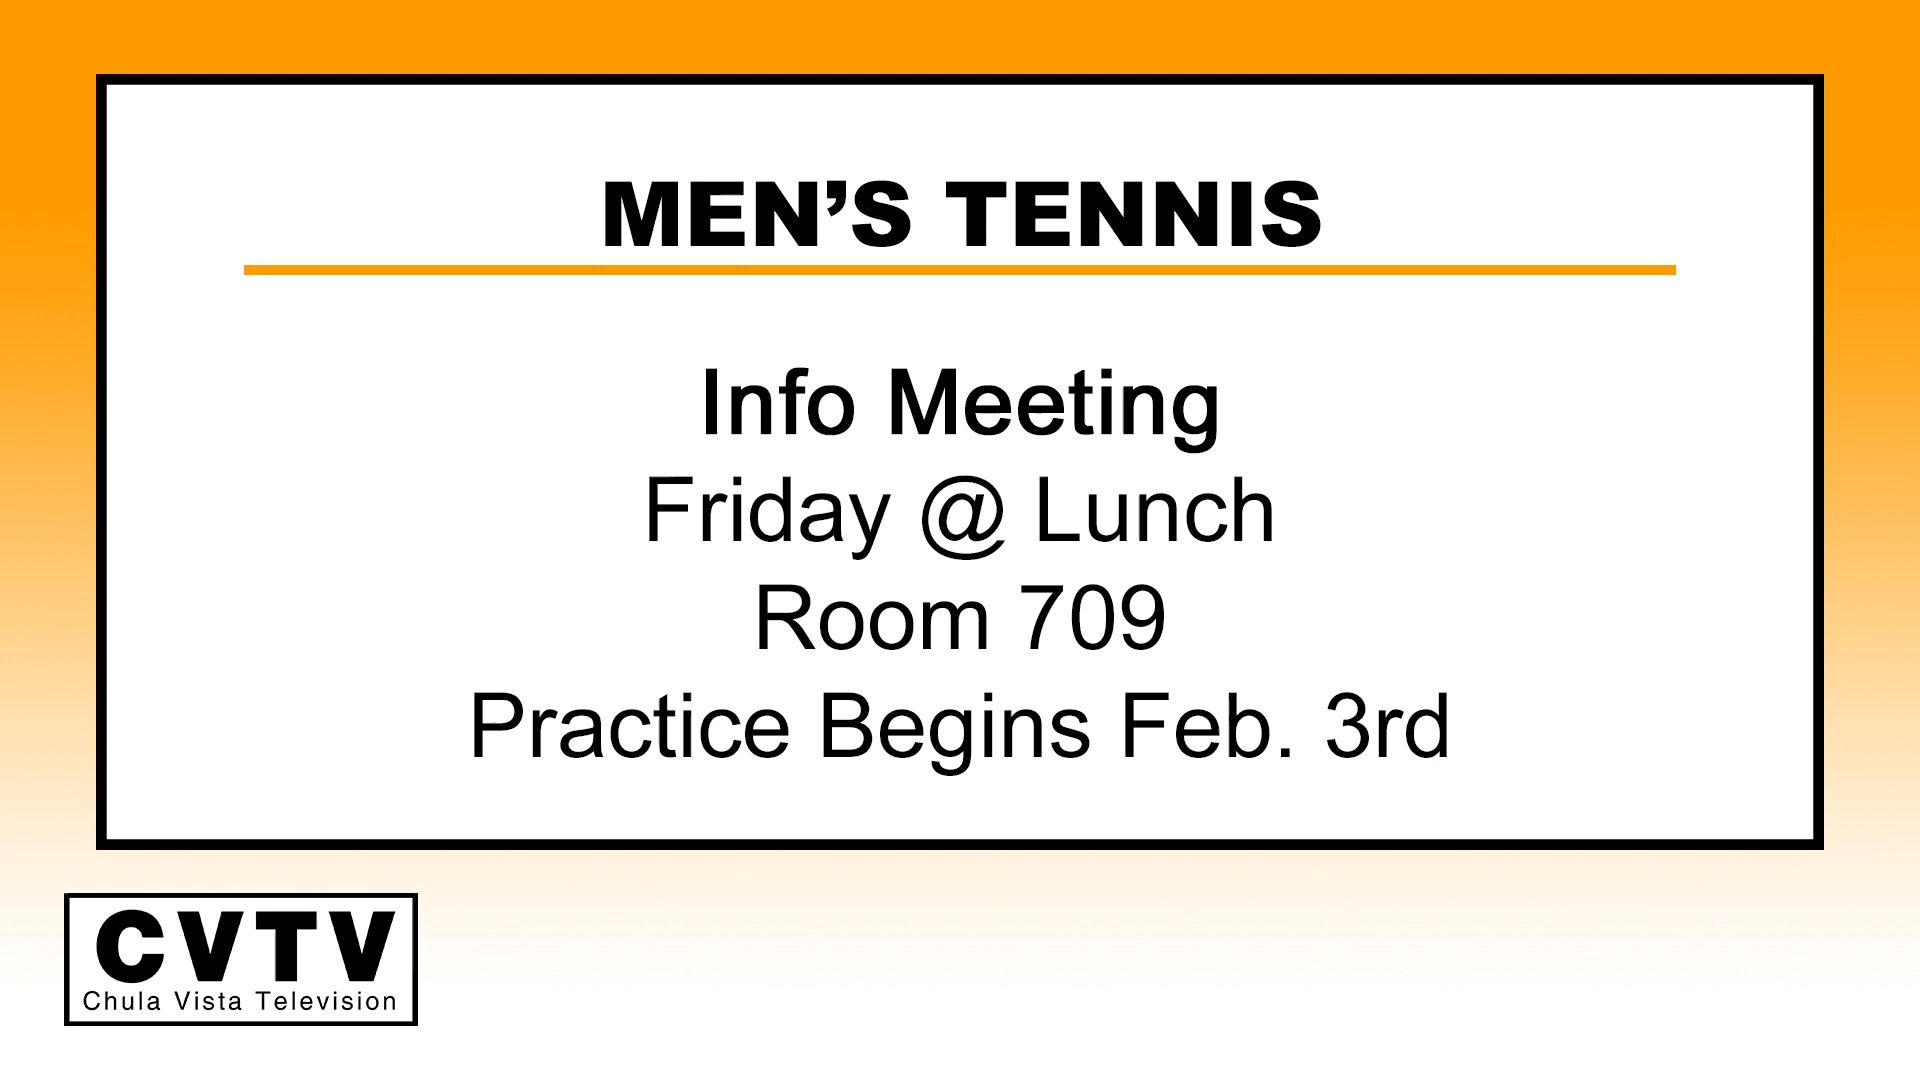 MEN’S TENNIS
Info Meeting
Friday @ Lunch
Room 709
Practice Begins Feb. 3rd
CVTV
Chula Vista Television